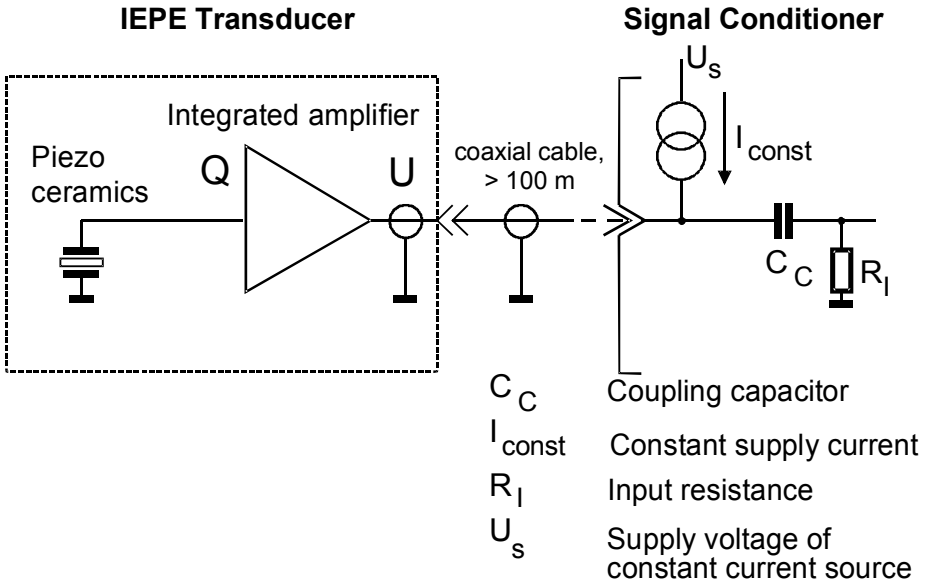 IEPE Transducer
Signal Conditioner
U s
Integrated amplifier
Piezo
ceramics
Q
U
coaxial cable,
> 100 m
I const
C C
R I
C C Coupling capacitor
I const Constant supply current
R I Input resistance
U s Supply voltage of
constant current source